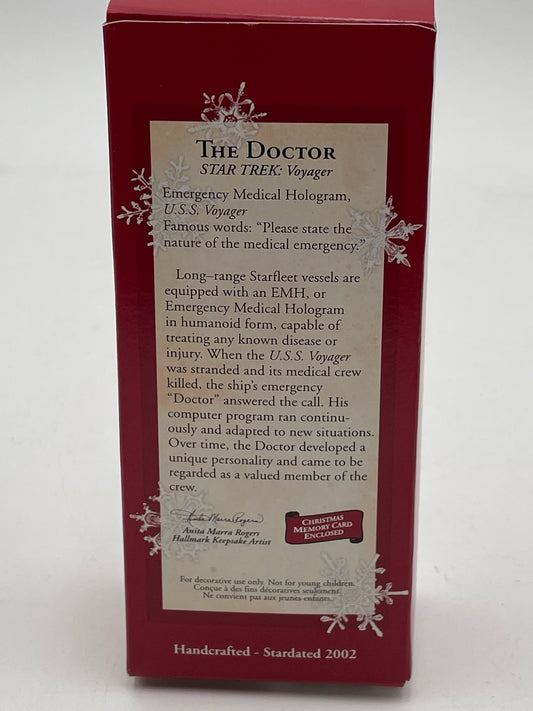 THE DOCTOR
STAR TREK: Voyager
Emergency Medical Hologram,
U.S.S. Voyager
Famous words: “Please state the
nature of the medical emergency.”
Long–range Starfleet vessels are
equipped with an EMH, or
Emergency Medical Hologram
in humanoid form, capable of
treating any known disease or
injury. When the U.S.S. Voyager
was stranded and its medical crew
killed, the ship’s emergency
“Doctor” answered the call. His
computer program ran continu-
ously and adapted to new situations.
Over time, the Doctor developed a
unique personality and came to be
regarded as a valued member of the
crew.
Anita Marra Rogers
Anita Marra Rogers
Hallmark Keepsake Artist
CHRISTMAS
MEMORY CARD
ENCLOSED
For decorative use only. Not for young children.
Conçue à des fins décoratives seulement.
Ne convient pas aux jeunes enfants.
Handcrafted - Stardated 2002